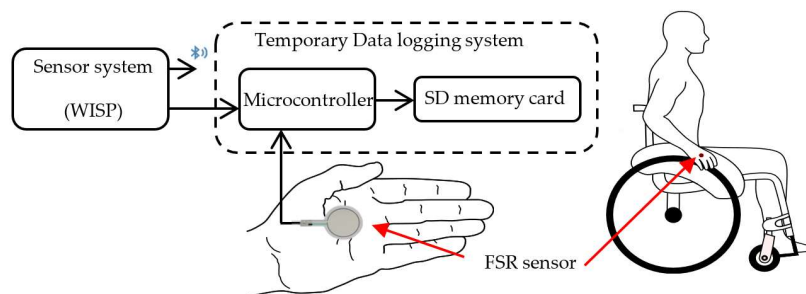 Temporary Data logging system
Sensor system
(WISP)
Microcontroller
SD memory card
FSR sensor